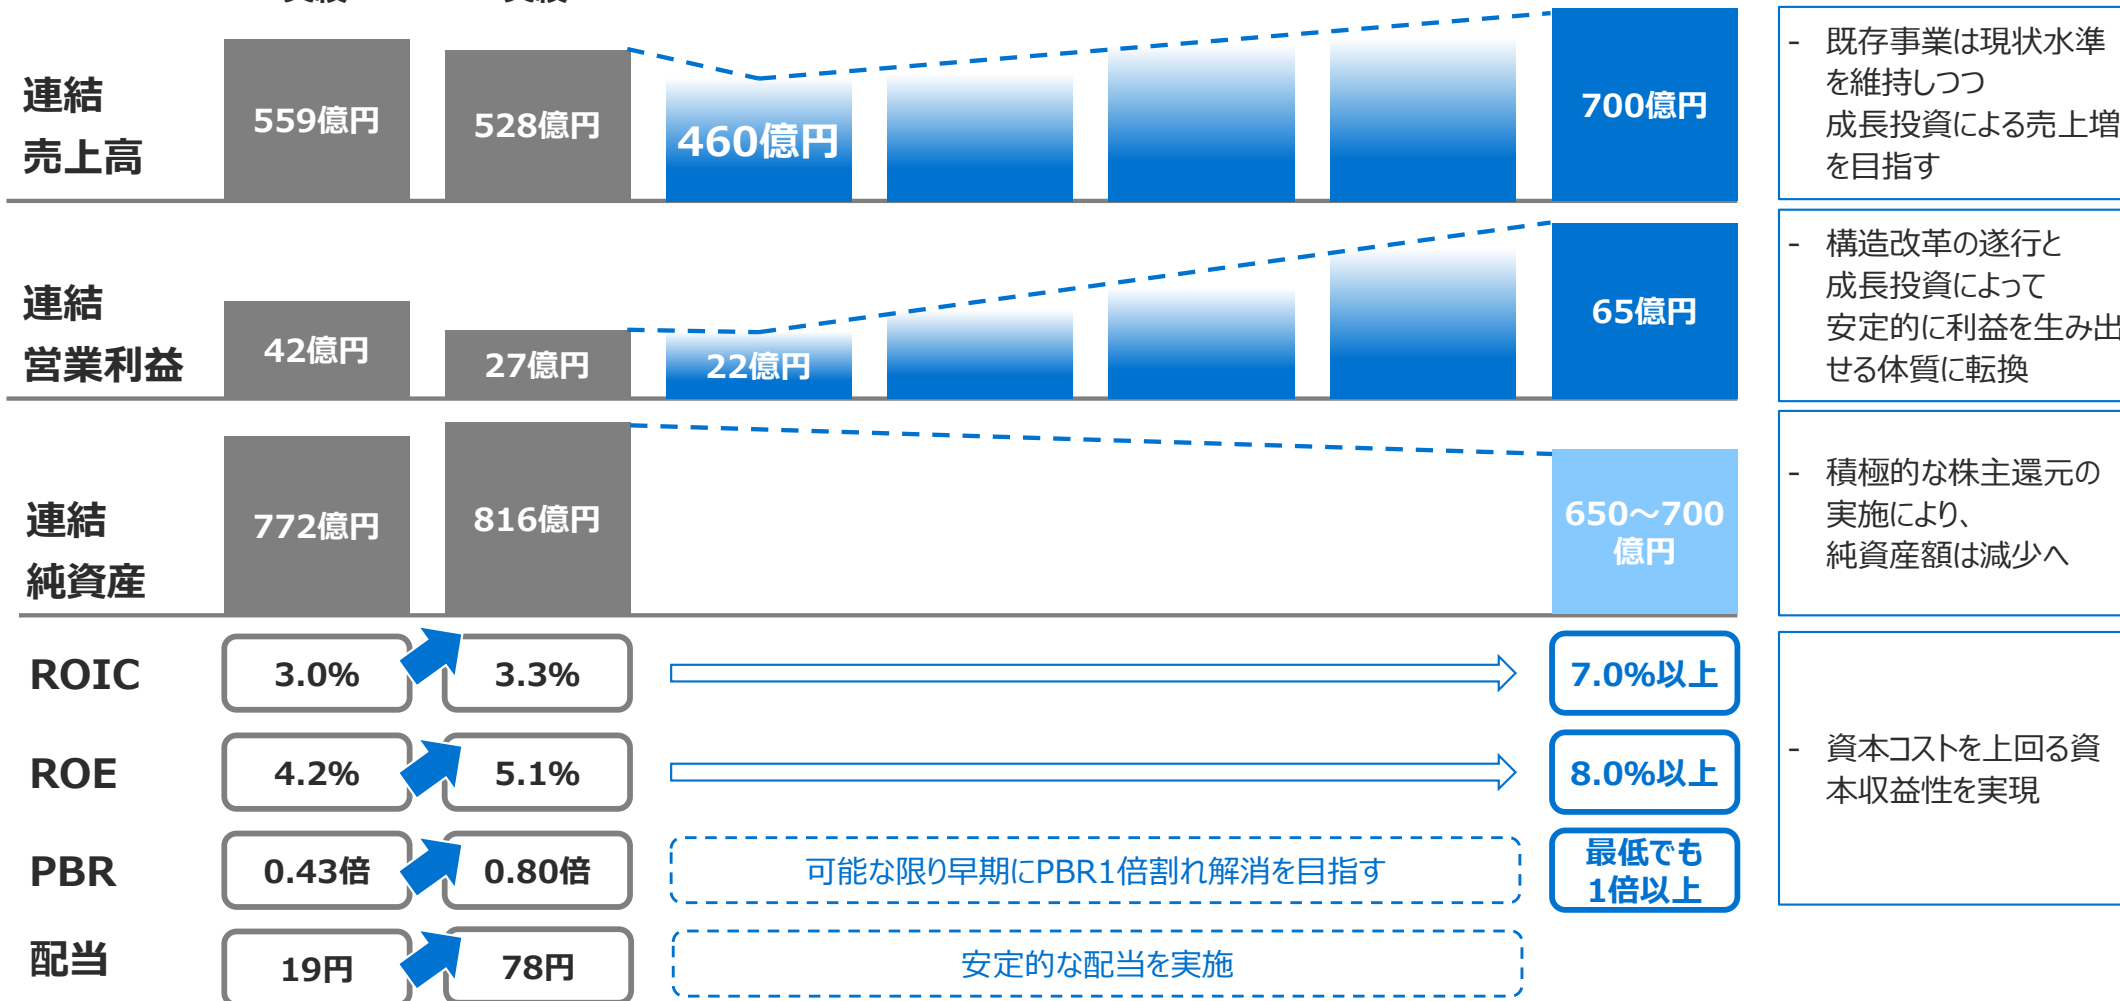 実績 実績
連結
売上高
559億円
528億円
460億円
700億円
- 既存事業は現状水準
を維持しつつ
成長投資による売上増
を目指す
連結
営業利益
42億円
27億円
22億円
65億円
- 構造改革の遂行と
成長投資によって
安定的に利益を生み出
せる体質に転換
連結
純資産
772億円
816億円
650～700
億円
- 積極的な株主還元の
実施により、
純資産額は減少へ
ROIC
3.0%
3.3%
7.0%以上
ROE
4.2%
5.1%
8.0%以上
- 資本コストを上回る資
本収益性を実現
PBR
0.43倍
0.80倍
可能な限り早期にPBR1倍割れ解消を目指す
最低でも
1倍以上
配当
19円
78円
安定的な配当を実施